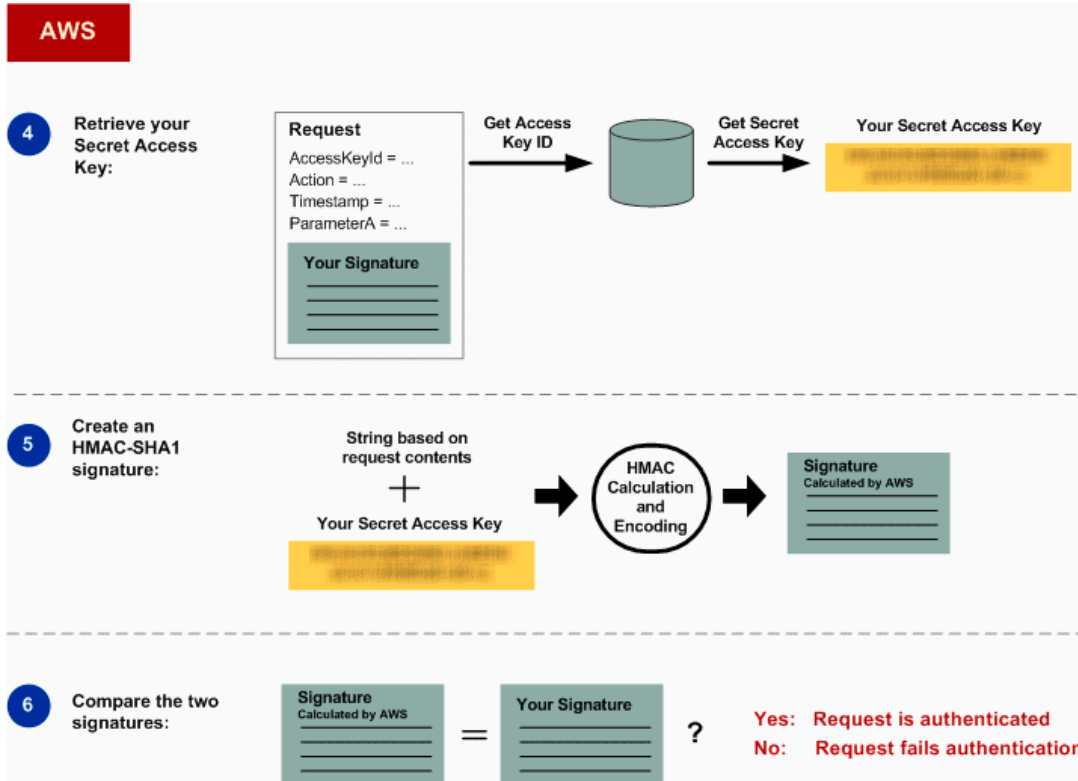 AWS
4
Retrieve your
Secret Access
Key:
Request
AccessKeyId = ...
Action = ...
Timestamp = ...
ParameterA = ...
Your Signature
Get Access
Key ID
Get Secret
Access Key
Your Secret Access Key
5
Create an
HMAC-SHA1
signature:
String based on
request contents
+
Your Secret Access Key
HMAC
Calculation
and
Encoding
Signature
Calculated by AWS
6
Compare the two
signatures:
Signature
Calculated by AWS
=
Your Signature
?
Yes: Request is authenticated
No: Request fails authentication